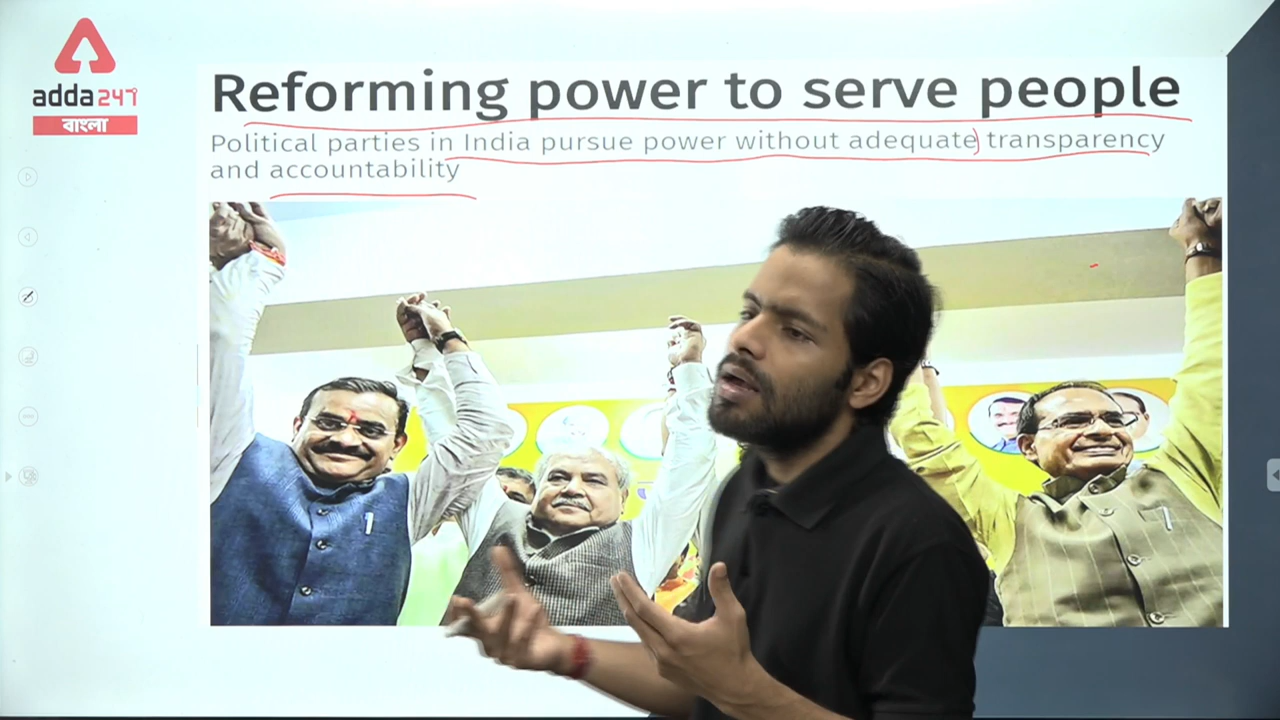 adda247
বাংলা
Reforming power to serve people
Political parties in India pursue power without adequate transparency
and accountability